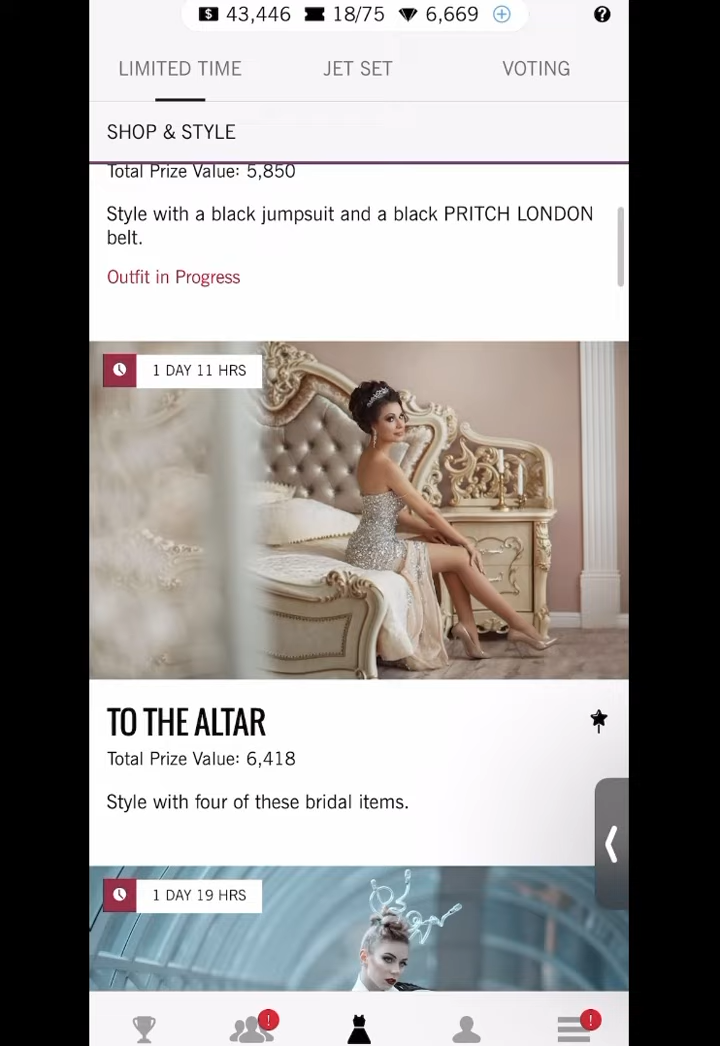 $ 43,446 18/75 6,669 +
?
LIMITED TIME JET SET VOTING
SHOP & STYLE
Total Prize Value: 5,850
Style with a black jumpsuit and a black PRITCH LONDON
belt.
Outfit in Progress
1 DAY 11 HRS
TO THE ALTAR
Total Prize Value: 6,418
Style with four of these bridal items.
1 DAY 19 HRS
! !